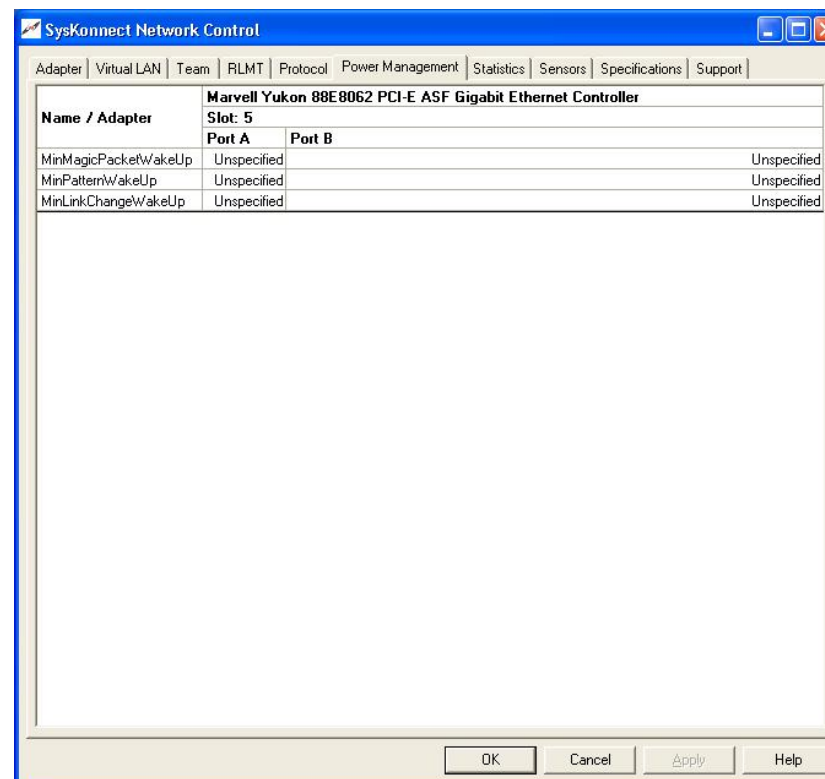 SysKonnect Network Control
Adapter Virtual LAN Team RLMT Protocol Power Management Statistics Sensors Specifications Support
Name / Adapter
Marvell Yukon 88E8062 PCI-E ASF Gigabit Ethernet Controller
Slot: 5
Port A Port B
MinMagicPacketWakeUp Unspecified Unspecified
MinPatternWakeUp Unspecified Unspecified
MinLinkChangeWakeUp Unspecified Unspecified
OK Cancel Apply Help